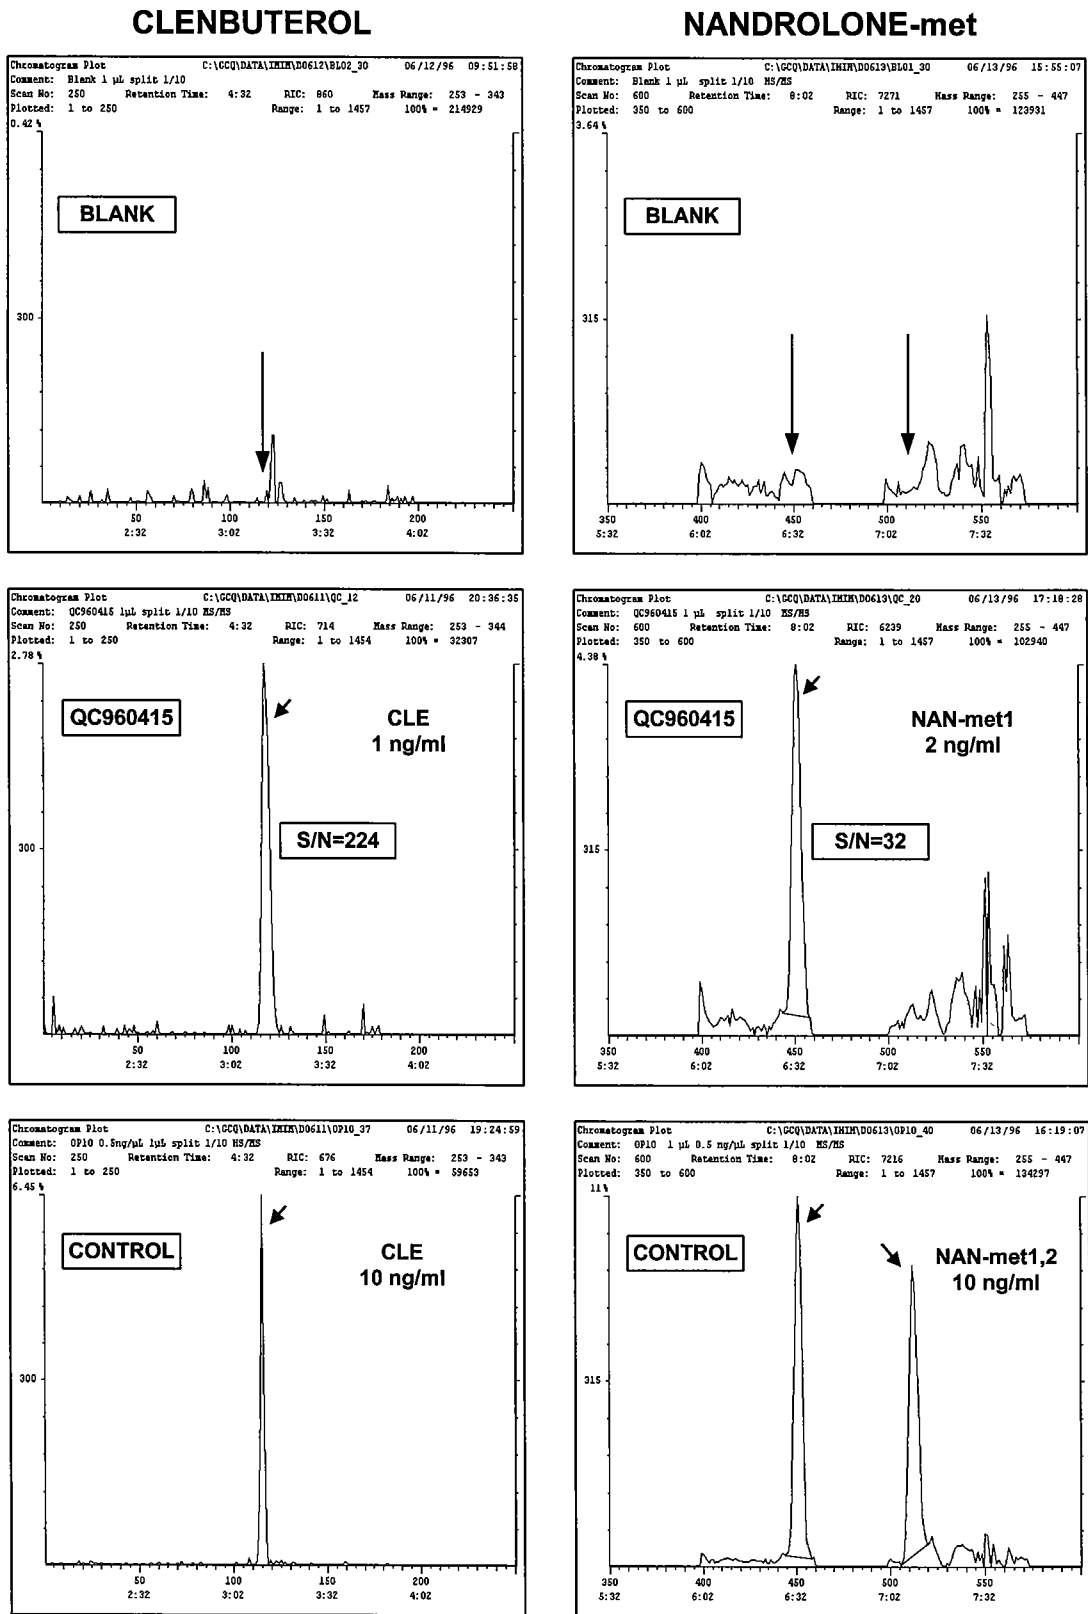 CLENBUTEROL
Chromatogram Plot C:\GCQ\DATA\IMIM\D0612\BL02_30 06/12/96 09:51:58
Comment: Blank 1 µL split 1/10
Scan No: 250 Retention Time: 4:32 RIC: 860 Mass Range: 253 - 343
Plotted: 1 to 250 Range: 1 to 1457 100% = 214929
0.42 %
BLANK
300
50 100 150 200
2:32 3:02 3:32 4:02
NANDROLONE-met
Chromatogram Plot C:\GCQ\DATA\IMIM\D0613\BL01_30 06/13/96 15:55:07
Comment: Blank 1 µL split 1/10 MS/MS
Scan No: 600 Retention Time: 8:02 RIC: 7271 Mass Range: 255 - 447
Plotted: 350 to 600 Range: 1 to 1457 100% = 123931
3.64 %
BLANK
315
350 400 450 500 550
5:32 6:02 6:32 7:02 7:32
Chromatogram Plot C:\GCQ\DATA\IMIM\D0611\QC_12 06/11/96 20:36:35
Comment: QC960415 1µL split 1/10 MS/MS
Scan No: 250 Retention Time: 4:32 RIC: 714 Mass Range: 253 - 344
Plotted: 1 to 250 Range: 1 to 1454 100% = 32307
2.78 %
QC960415
CLE
1 ng/ml
S/N=224
300
50 100 150 200
2:32 3:02 3:32 4:02
Chromatogram Plot C:\GCQ\DATA\IMIM\D0613\QC_20 06/13/96 17:18:28
Comment: QC960415 1 µL split 1/10 MS/MS
Scan No: 600 Retention Time: 8:02 RIC: 6239 Mass Range: 255 - 447
Plotted: 350 to 600 Range: 1 to 1457 100% = 102940
4.38 %
QC960415
NAN-met1
2 ng/ml
S/N=32
315
350 400 450 500 550
5:32 6:02 6:32 7:02 7:32
Chromatogram Plot C:\GCQ\DATA\IMIM\D0611\OP10_37 06/11/96 19:24:59
Comment: OP10 0.5ng/µL 1µL split 1/10 MS/MS
Scan No: 250 Retention Time: 4:32 RIC: 676 Mass Range: 253 - 343
Plotted: 1 to 250 Range: 1 to 1454 100% = 59653
6.45 %
CONTROL
CLE
10 ng/ml
300
50 100 150 200
2:32 3:02 3:32 4:02
Chromatogram Plot C:\GCQ\DATA\IMIM\D0613\OP10_40 06/13/96 16:19:07
Comment: OP10 1 µL 0.5 ng/µL split 1/10 MS/MS
Scan No: 600 Retention Time: 8:02 RIC: 7216 Mass Range: 255 - 447
Plotted: 350 to 600 Range: 1 to 1457 100% = 134297
11 %
CONTROL
NAN-met1,2
10 ng/ml
315
350 400 450 500 550
5:32 6:02 6:32 7:02 7:32